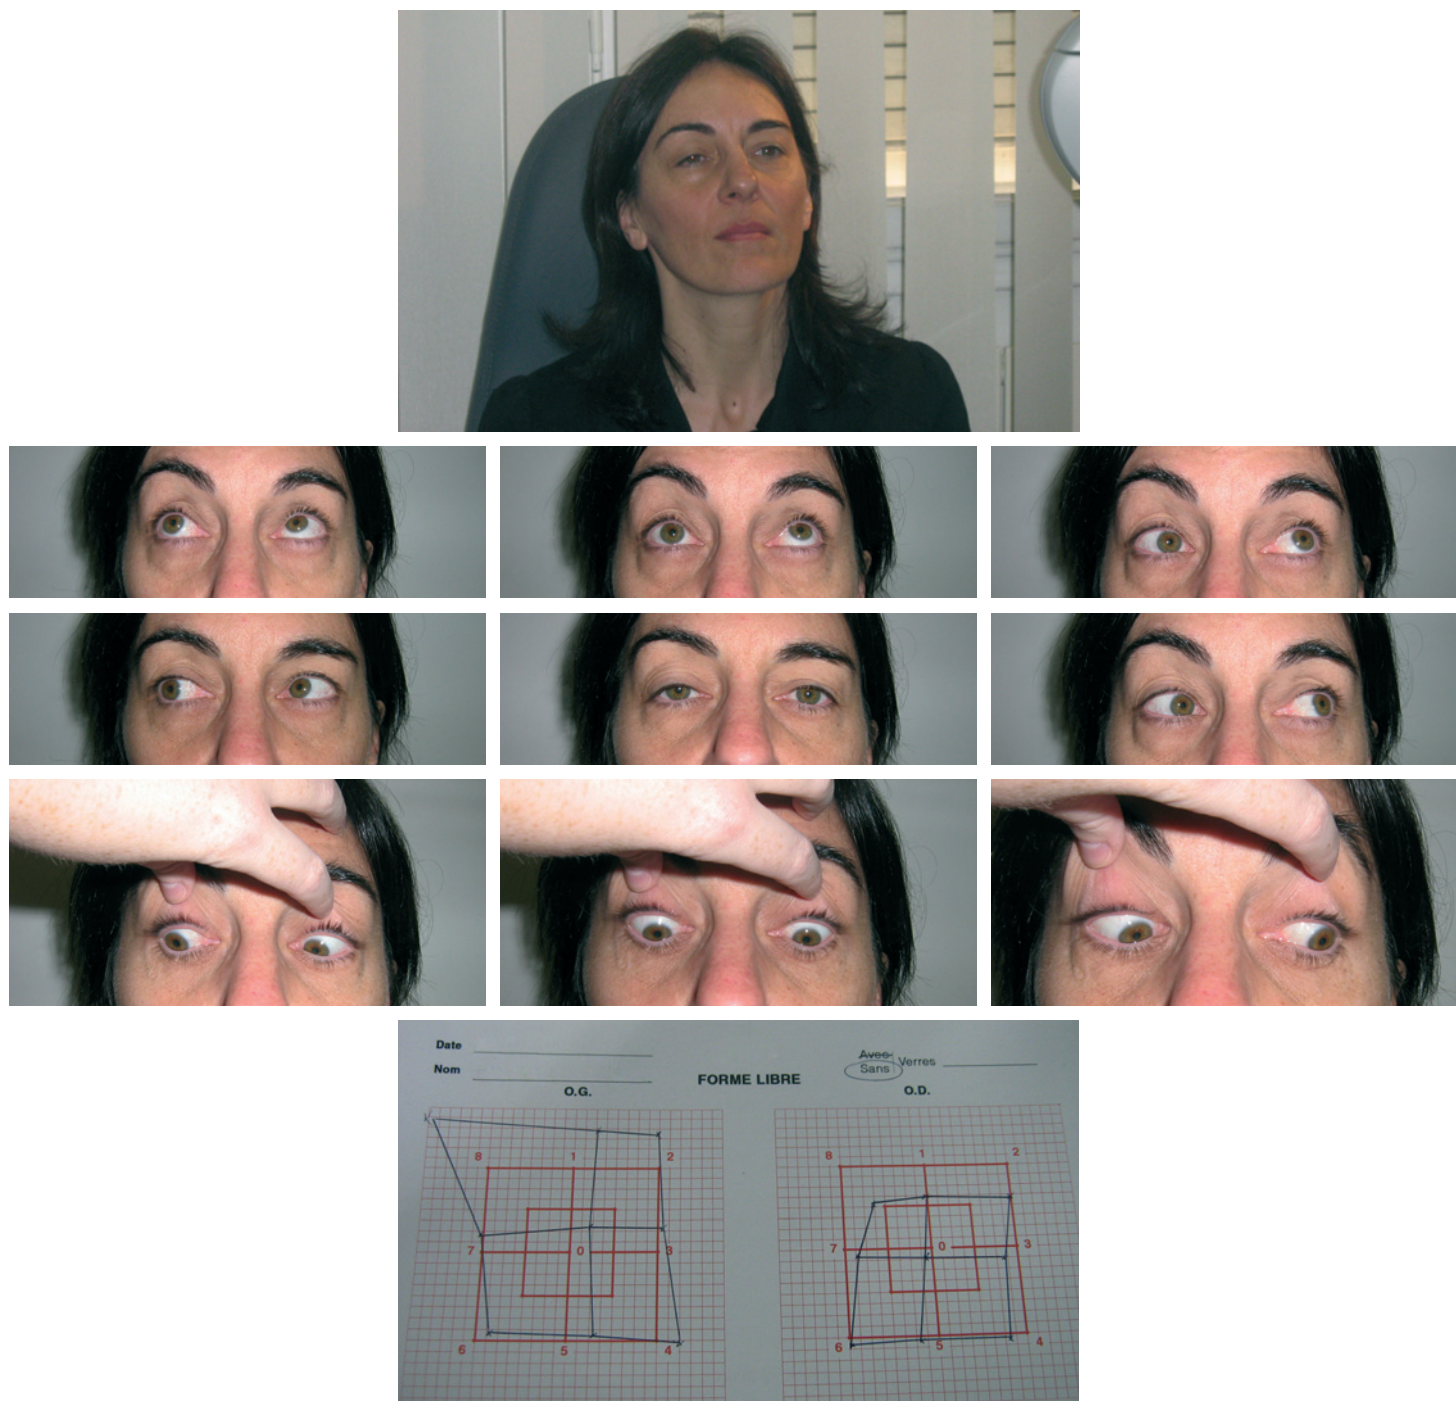 Date
Nom
FORME LIBRE
Avec
Sans
Verres
O.G.
O.D.
8 1 2
7 0 3
6 5 4
8 1 2
7 0 3
6 5 4